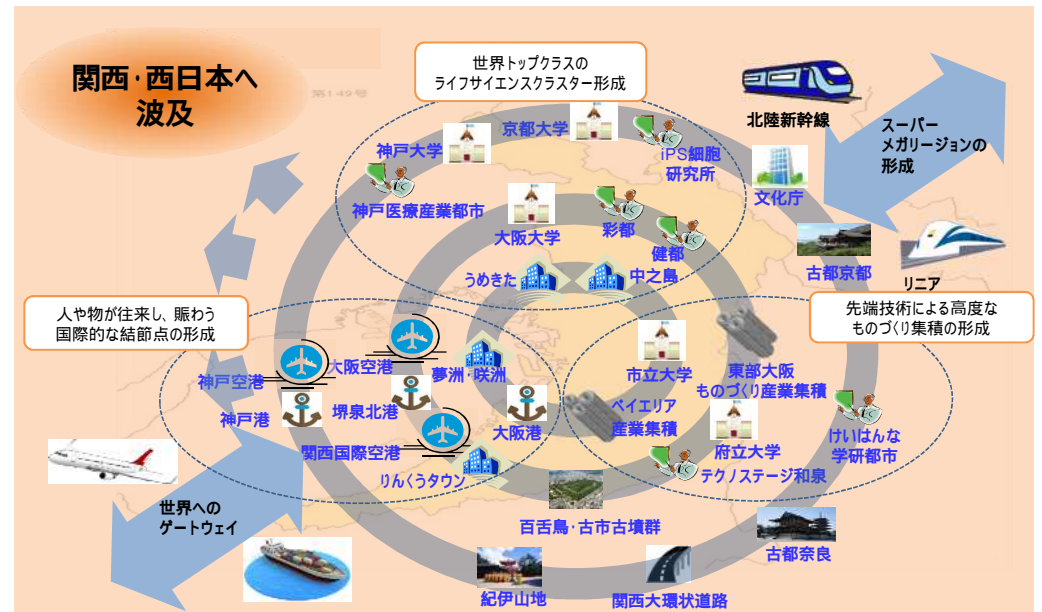 関西・西日本へ
波及
第149号
世界トップクラスの
ライフサイエンスクラスター形成
北陸新幹線
スーパー
メガリージョンの
形成
京都大学
神戸大学
iPS細胞
研究所
文化庁
神戸医療産業都市
大阪大学
彩都
健都
古都京都
うめきた
中之島
リニア
人や物が往来し、賑わう
国際的な結節点の形成
先端技術による高度な
ものづくり集積の形成
神戸空港
大阪空港
夢洲・咲洲
市立大学
東部大阪
ものづくり産業集積
神戸港
堺泉北港
大阪港
ベイエリア
産業集積
関西国際空港
りんくうタウン
府立大学
テクノステージ和泉
けいはんな
学研都市
世界への
ゲートウェイ
百舌鳥・古市古墳群
古都奈良
紀伊山地
関西大環状道路